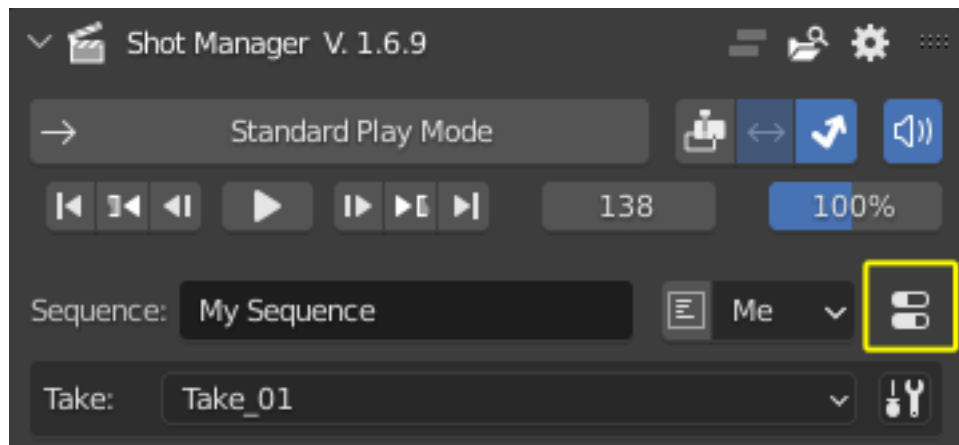 Shot Manager V. 1.6.9
Standard Play Mode
138 100%
Sequence: My Sequence Me
Take: Take_01